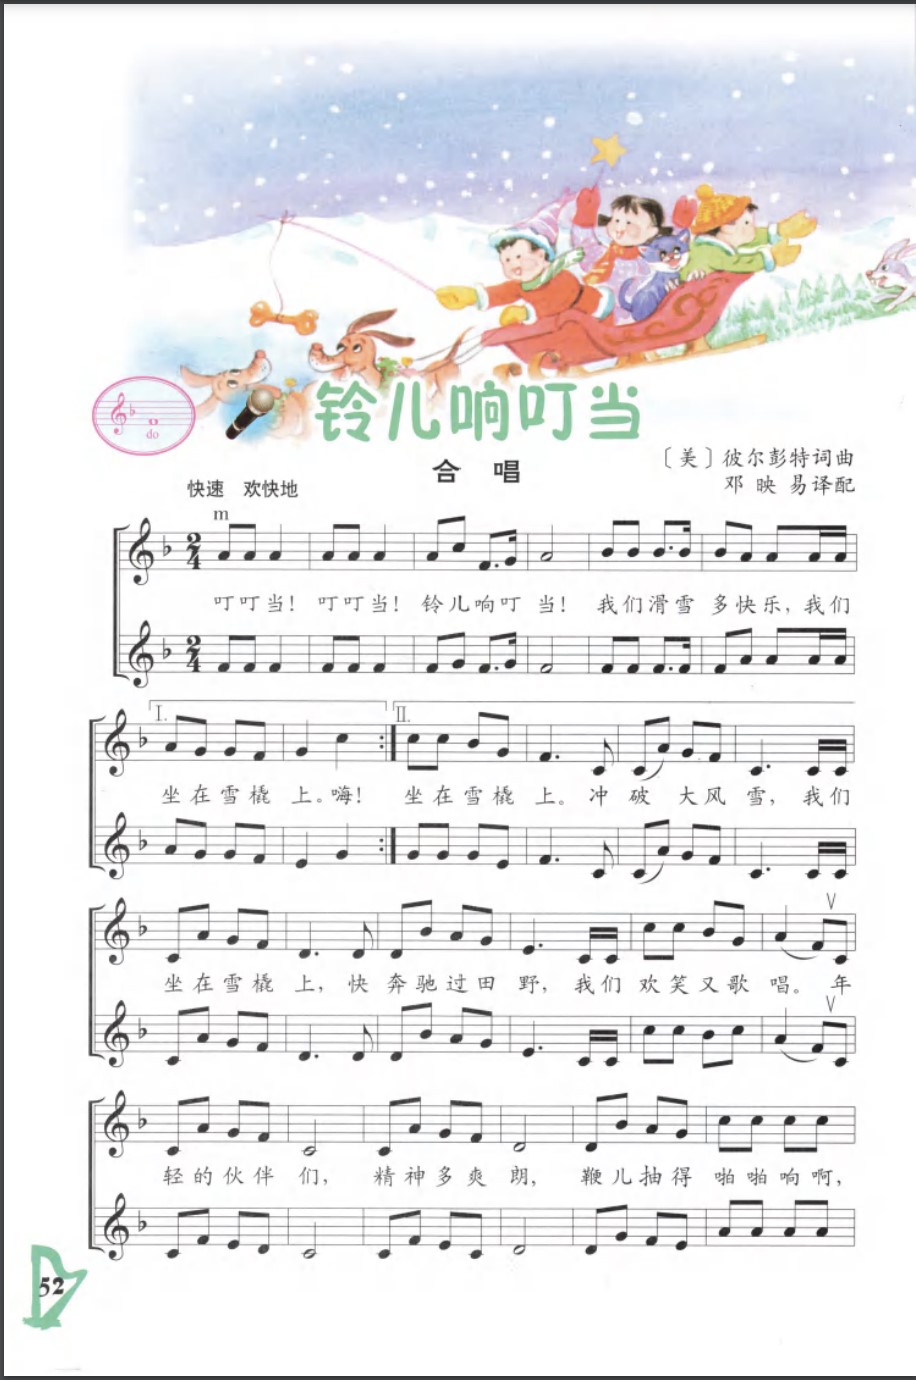 do
铃儿响叮当
合 唱
〔美〕彼尔彭特词曲
邓 映 易译配
快速 欢快地
m
2
4
叮叮当! 叮叮当! 铃儿响叮 当! 我们滑雪 多快乐, 我们
2
4
I. II.
坐在雪橇 上。嗨! 坐在雪橇 上。 冲 破 大风 雪, 我们
坐在雪橇 上, 快 奔驰过田 野, 我们 欢笑又歌 唱。 年
轻的伙伴 们, 精神多爽 朗, 鞭儿抽得 啪啪响啊,
52